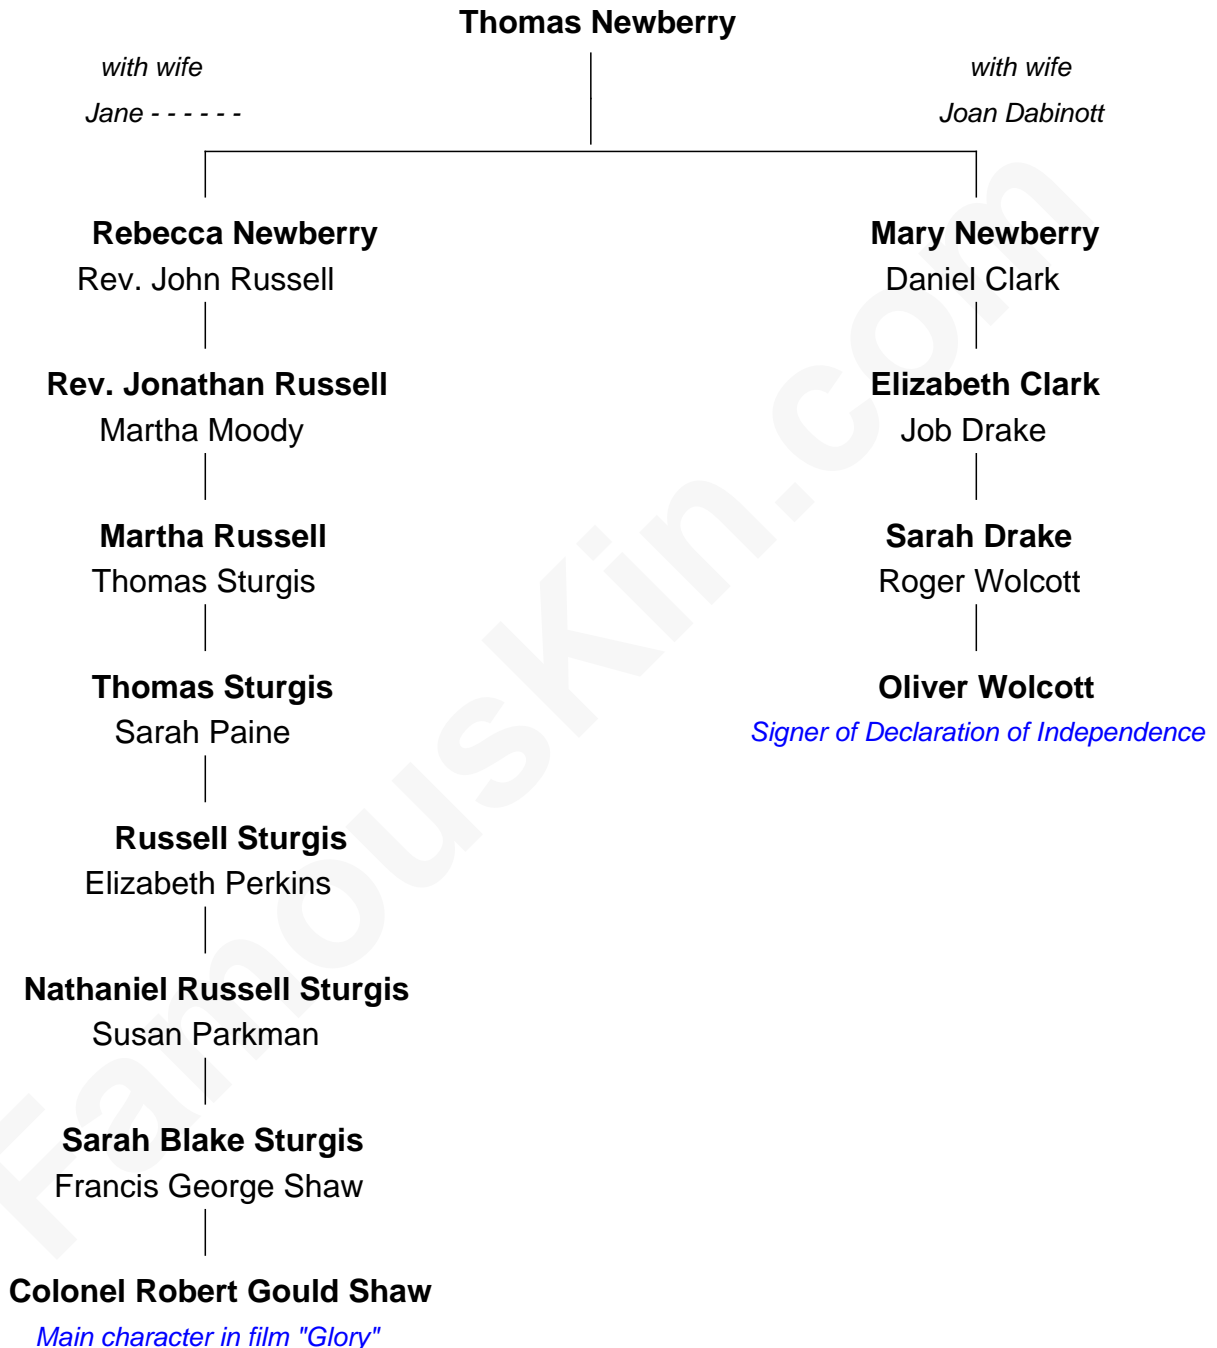 Thomas Newberry
with wife
Jane - - - - - -
with wife
Joan Dabinott
Rebecca Newberry
Rev. John Russell
Mary Newberry
Daniel Clark
Rev. Jonathan Russell
Martha Moody
Elizabeth Clark
Job Drake
Martha Russell
Thomas Sturgis
Sarah Drake
Roger Wolcott
Thomas Sturgis
Sarah Paine
Oliver Wolcott
Signer of Declaration of Independence
Russell Sturgis
Elizabeth Perkins
Nathaniel Russell Sturgis
Susan Parkman
Sarah Blake Sturgis
Francis George Shaw
Colonel Robert Gould Shaw
Main character in film "Glory"
FamousKin.com